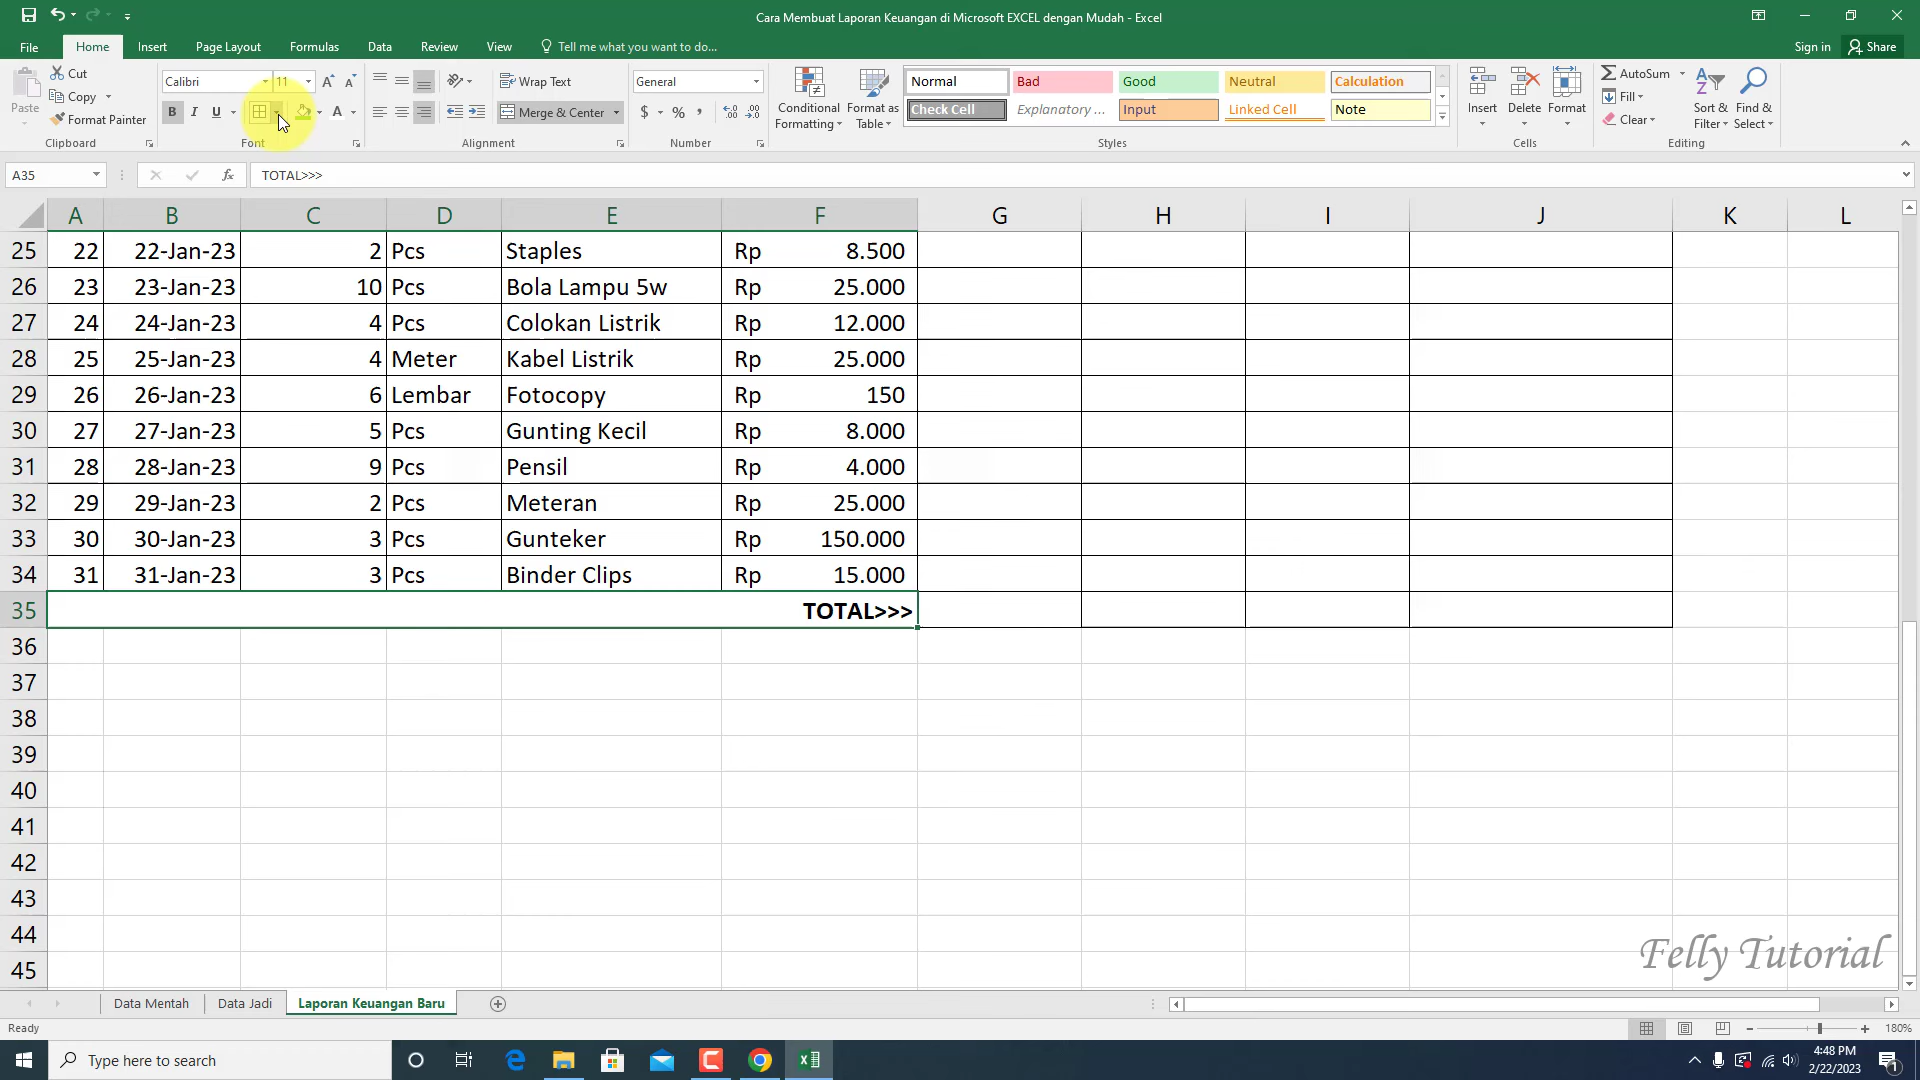 Cara Membuat Laporan Keuangan di Microsoft EXCEL dengan Mudah - Excel
File Home Insert Page Layout Formulas Data Review View Tell me what you want to do... Sign in Share
Paste Cut Copy Format Painter Clipboard
Calibri 11 B I U A Font
Wrap Text Merge & Center Alignment
General $ % , Number
Conditional Formatting Format as Table
Normal Bad Good Neutral Calculation
Check Cell Explanatory ... Input Linked Cell Note
Styles
Insert Delete Format Cells
AutoSum Fill Clear Sort & Filter Find & Select Editing
A35 fx TOTAL>>>
A B C D E F G H I J K L
25 22 22-Jan-23 2 Pcs Staples Rp 8.500
26 23 23-Jan-23 10 Pcs Bola Lampu 5w Rp 25.000
27 24 24-Jan-23 4 Pcs Colokan Listrik Rp 12.000
28 25 25-Jan-23 4 Meter Kabel Listrik Rp 25.000
29 26 26-Jan-23 6 Lembar Fotocopy Rp 150
30 27 27-Jan-23 5 Pcs Gunting Kecil Rp 8.000
31 28 28-Jan-23 9 Pcs Pensil Rp 4.000
32 29 29-Jan-23 2 Pcs Meteran Rp 25.000
33 30 30-Jan-23 3 Pcs Gunteker Rp 150.000
34 31 31-Jan-23 3 Pcs Binder Clips Rp 15.000
35 TOTAL>>>
36
37
38
39
40
41
42
43
44
45
Felly Tutorial
Data Mentah Data Jadi Laporan Keuangan Baru
Ready 180%
Type here to search
4:48 PM
2/22/2023